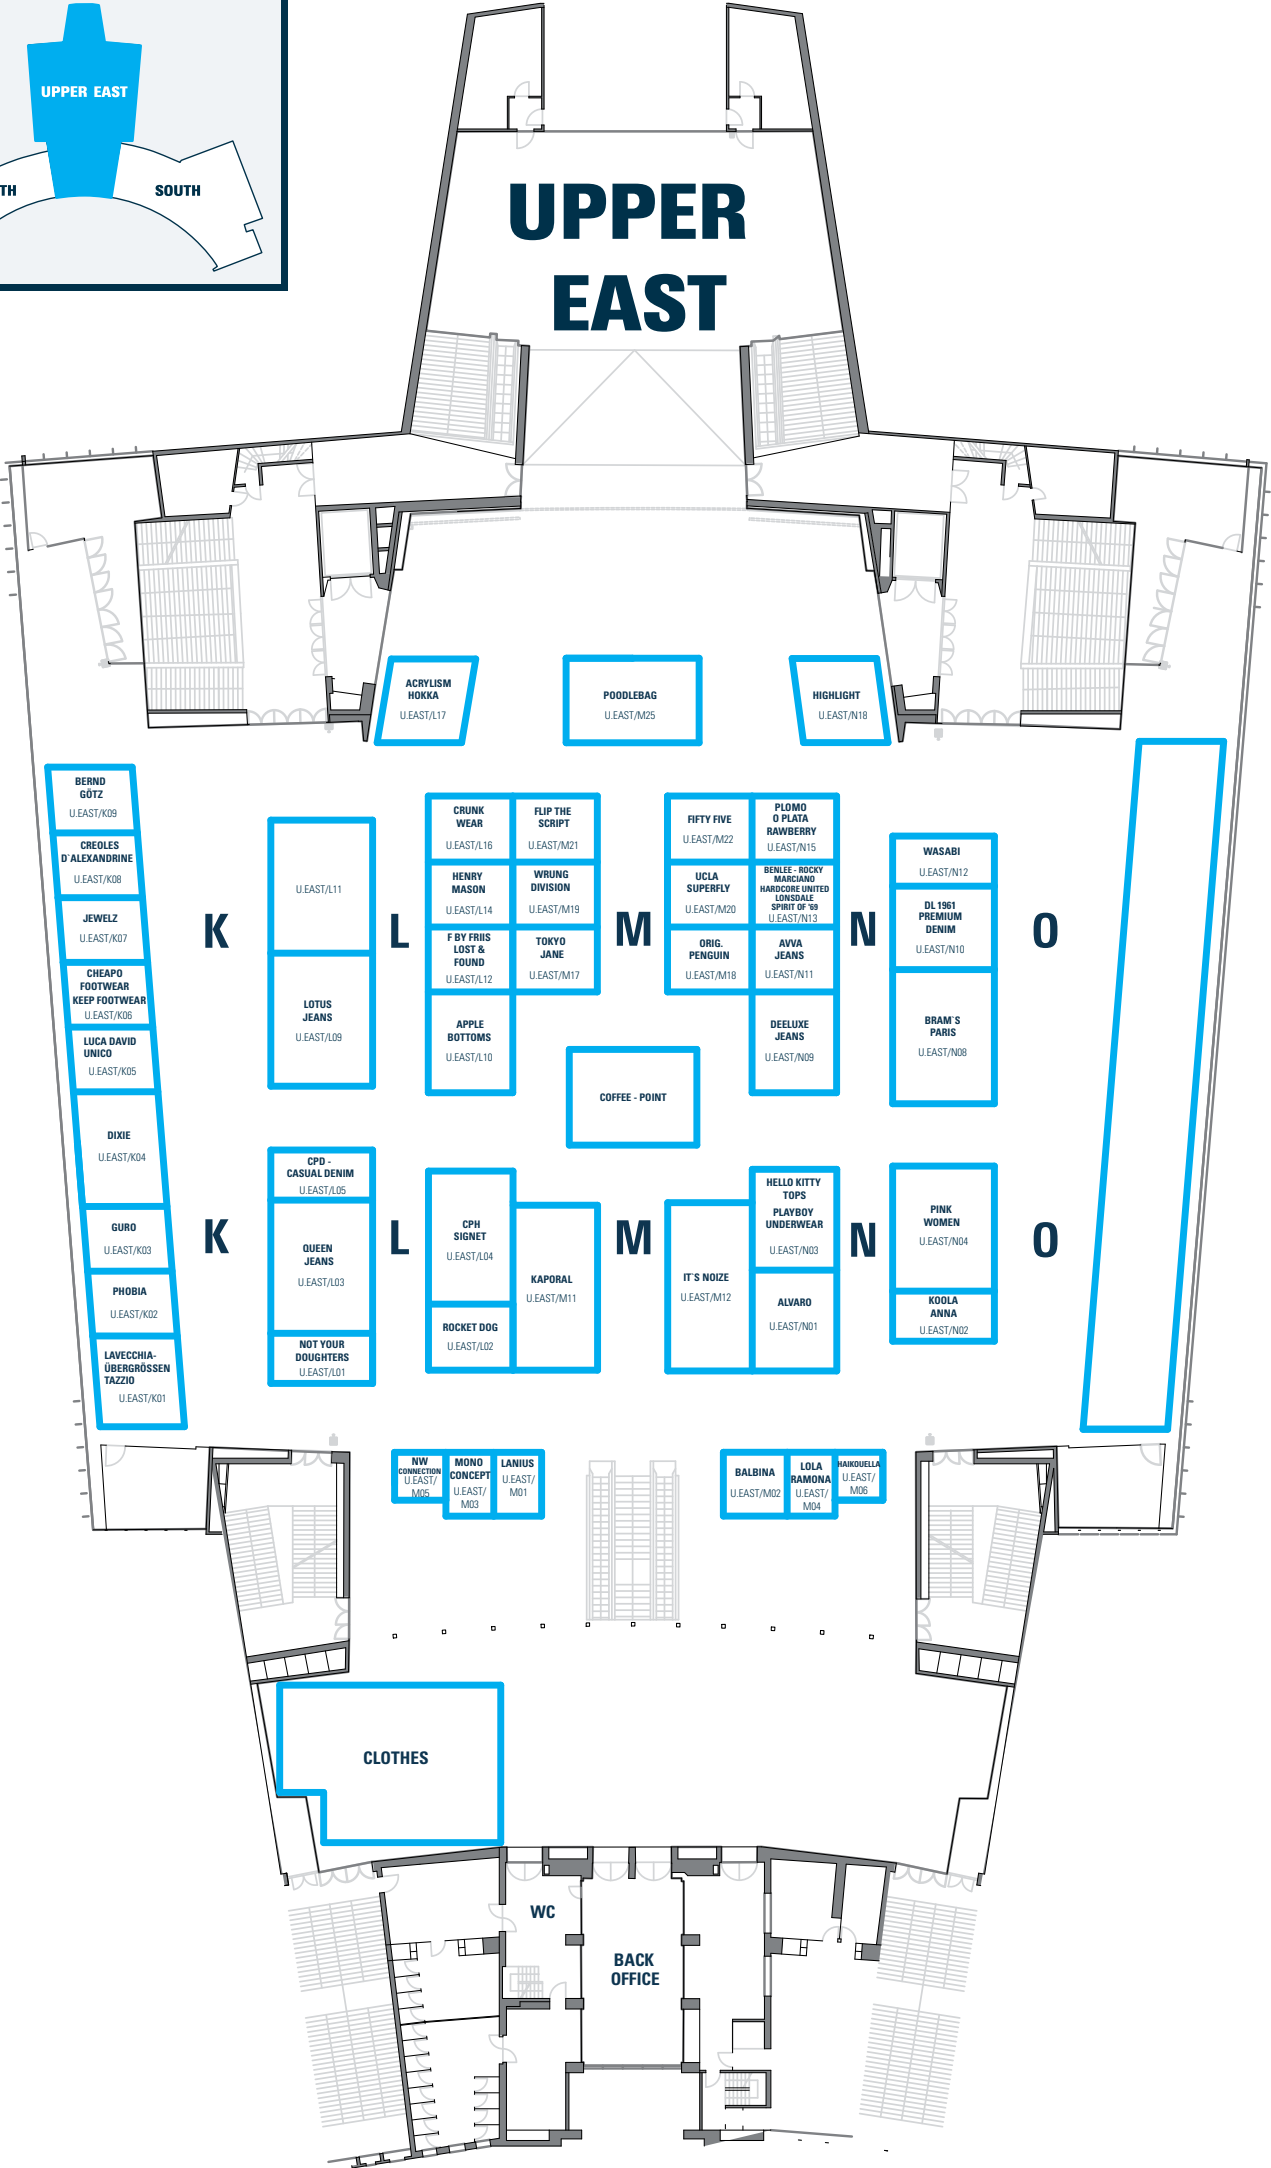 UPPER EAST
TH
SOUTH
UPPER
EAST
ACRYLISM
HOKKA
U.EAST/L17
POODLEBAG
U.EAST/M25
HIGHLIGHT
U.EAST/N18
BERND
GÖTZ
U.EAST/K09
CREOLES
D`ALEXANDRINE
U.EAST/K08
JEWELZ
U.EAST/K07
CHEAPO
FOOTWEAR
KEEP FOOTWEAR
U.EAST/K06
LUCA DAVID
UNICO
U.EAST/K05
DIXIE
U.EAST/K04
GURO
U.EAST/K03
PHOBIA
U.EAST/K02
LAVECCHIA-
ÜBERGRÖSSEN
TAZZIO
U.EAST/K01
K
K
U.EAST/L11
LOTUS
JEANS
U.EAST/L09
CPD -
CASUAL DENIM
U.EAST/L05
QUEEN
JEANS
U.EAST/L03
NOT YOUR
DOUGHTERS
U.EAST/L01
L
L
CRUNK
WEAR
U.EAST/L16
FLIP THE
SCRIPT
U.EAST/M21
HENRY
MASON
U.EAST/L14
WRUNG
DIVISION
U.EAST/M19
F BY FRIIS
LOST &
FOUND
U.EAST/L12
TOKYO
JANE
U.EAST/M17
APPLE
BOTTOMS
U.EAST/L10
CPH
SIGNET
U.EAST/L04
KAPORAL
U.EAST/M11
ROCKET DOG
U.EAST/L02
M
M
COFFEE - POINT
FIFTY FIVE
U.EAST/M22
PLOMO
O PLATA
RAWBERRY
U.EAST/N15
UCLA
SUPERFLY
U.EAST/M20
BENLEE - ROCKY
MARCIANO
HARDCORE UNITED
LONSDALE
SPIRIT OF '69
U.EAST/N13
ORIG.
PENGUIN
U.EAST/M18
AVVA
JEANS
U.EAST/N11
DEELUXE
JEANS
U.EAST/N09
HELLO KITTY
TOPS
PLAYBOY
UNDERWEAR
U.EAST/N03
IT`S NOIZE
U.EAST/M12
ALVARO
U.EAST/N01
N
N
WASABI
U.EAST/N12
DL 1961
PREMIUM
DENIM
U.EAST/N10
BRAM`S
PARIS
U.EAST/N08
PINK
WOMEN
U.EAST/N04
KOOLA
ANNA
U.EAST/N02
O
O
NW
CONNECTION
U.EAST/
M05
MONO
CONCEPT
U.EAST/
M03
LANIUS
U.EAST/
M01
BALBINA
U.EAST/M02
LOLA
RAMONA
U.EAST/
M04
HAIKOUELLA
U.EAST/
M06
CLOTHES
WC
BACK
OFFICE